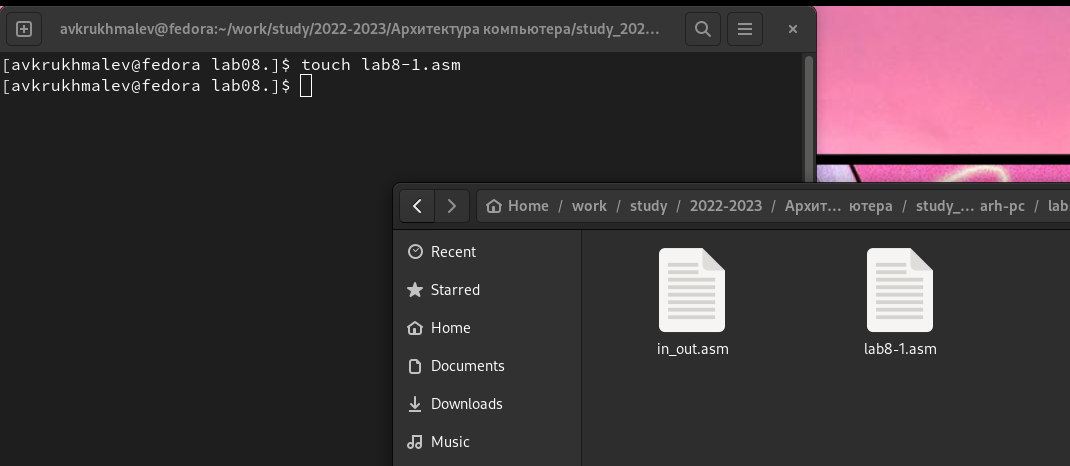 avkrukhmalev@fedora:~/work/study/2022-2023/Архитектура компьютера/study_202...
[avkrukhmalev@fedora lab08.]$ touch lab8-1.asm
[avkrukhmalev@fedora lab08.]$
Home / work / study / 2022-2023 / Архит... ютера / study_... arh-pc / lab
Recent
Starred
Home
Documents
Downloads
Music
in_out.asm
lab8-1.asm